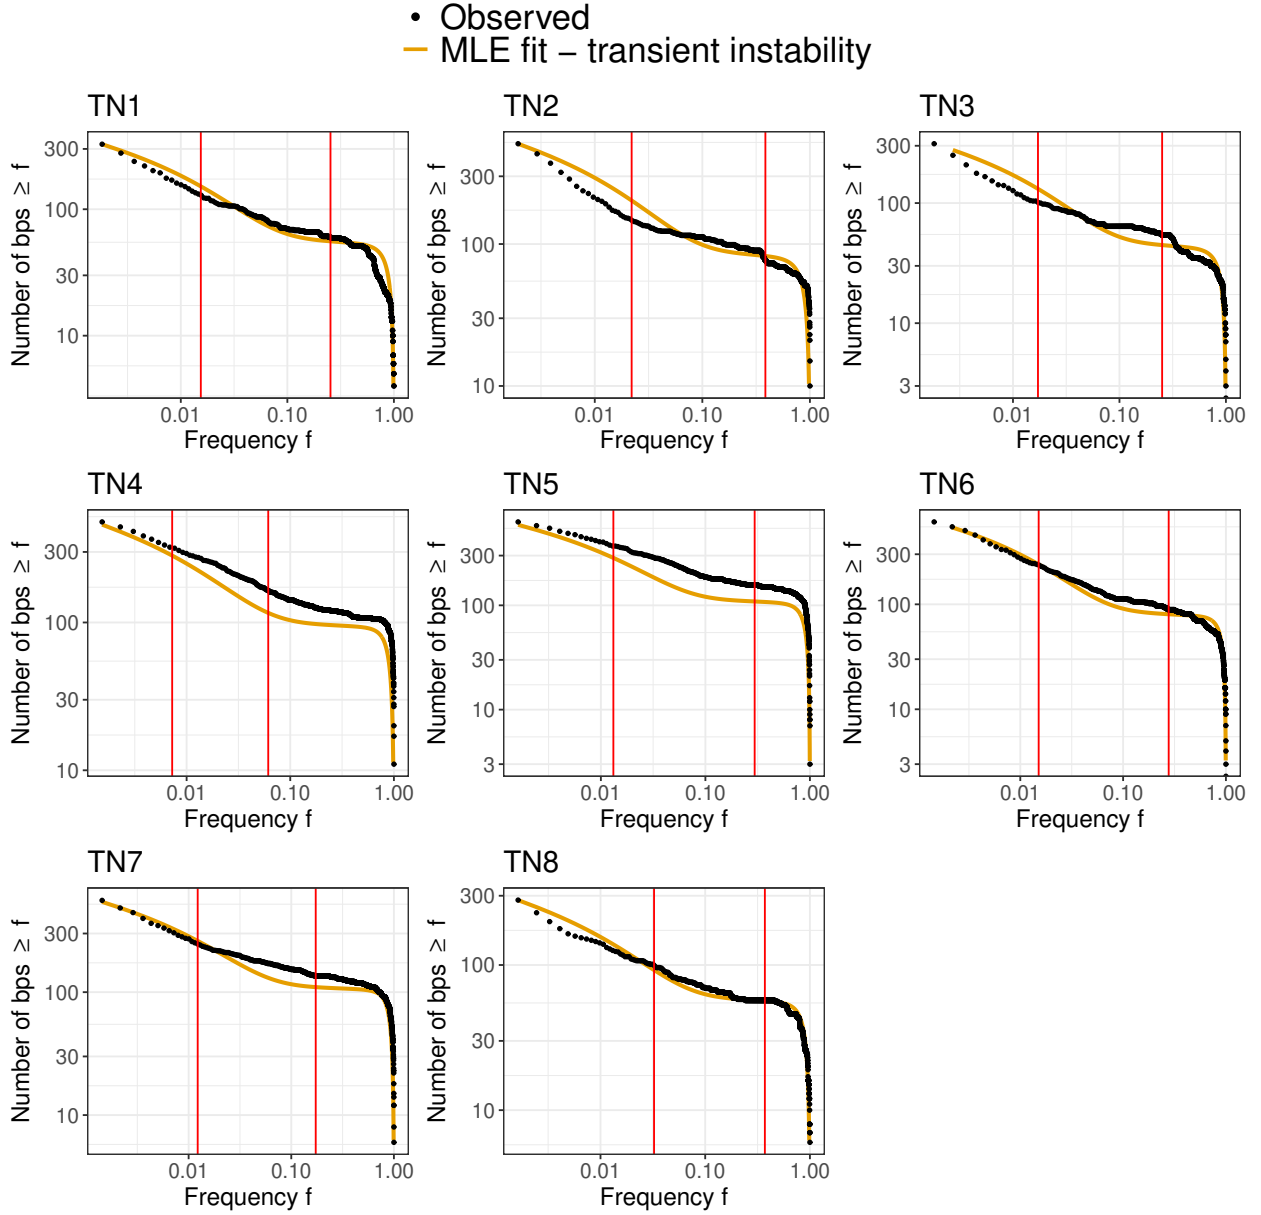 Observed
MLE fit − transient instability
TN1
TN2
TN3
Number of bps ≥ f
300
100
30
10
0.01 0.10 1.00
Frequency f
Number of bps ≥ f
300
100
30
10
0.01 0.10 1.00
Frequency f
Number of bps ≥ f
300
100
30
10
3
0.01 0.10 1.00
Frequency f
TN4
TN5
TN6
Number of bps ≥ f
300
100
30
10
0.01 0.10 1.00
Frequency f
Number of bps ≥ f
300
100
30
10
3
0.01 0.10 1.00
Frequency f
Number of bps ≥ f
300
100
30
10
3
0.01 0.10 1.00
Frequency f
TN7
TN8
Number of bps ≥ f
300
100
30
10
0.01 0.10 1.00
Frequency f
Number of bps ≥ f
300
100
30
10
0.01 0.10 1.00
Frequency f